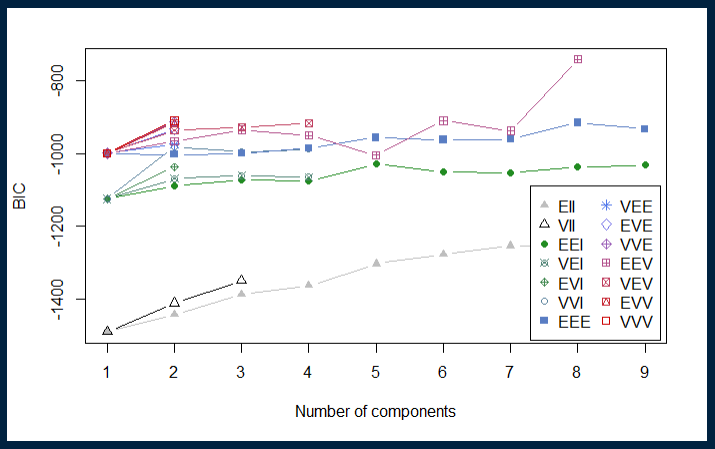 -800
-1000
-1200
-1400
BIC
EII VEE
VII EVE
EEI VVE
VEI EEV
EVI VEV
VVI EVV
EEE VVV
1 2 3 4 5 6 7 8 9
Number of components